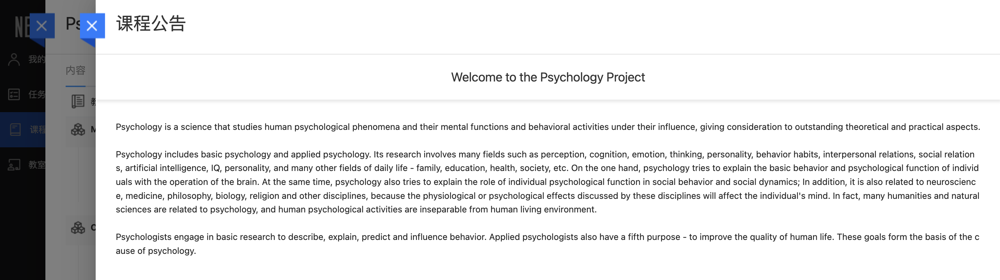 课程公告
我的
内容
任务
课程
教室
Welcome to the Psychology Project
Psychology is a science that studies human psychological phenomena and their mental functions and behavioral activities under their influence, giving consideration to outstanding theoretical and practical aspects.
Psychology includes basic psychology and applied psychology. Its research involves many fields such as perception, cognition, emotion, thinking, personality, behavior habits, interpersonal relations, social relation
s, artificial intelligence, IQ, personality, and many other fields of daily life - family, education, health, society, etc. On the one hand, psychology tries to explain the basic behavior and psychological function of individ
uals with the operation of the brain. At the same time, psychology also tries to explain the role of individual psychological function in social behavior and social dynamics; In addition, it is also related to neuroscienc
e, medicine, philosophy, biology, religion and other disciplines, because the physiological or psychological effects discussed by these disciplines will affect the individual's mind. In fact, many humanities and natural
sciences are related to psychology, and human psychological activities are inseparable from human living environment.
Psychologists engage in basic research to describe, explain, predict and influence behavior. Applied psychologists also have a fifth purpose - to improve the quality of human life. These goals form the basis of the c
ause of psychology.